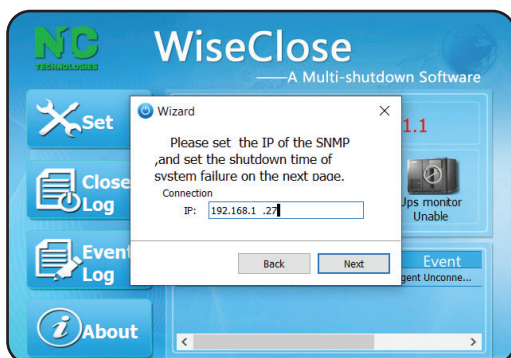 NC
TECHNOLOGIES
WiseClose
——A Multi-shutdown Software
Set
Close
Log
Event
Log
About
Wizard
Please set the IP of the SNMP
,and set the shutdown time of
system failure on the next page.
Connection
IP: 192.168.1 .27
Back
Next
1.1
Ups monitor
Unable
Event
gent Unconne...